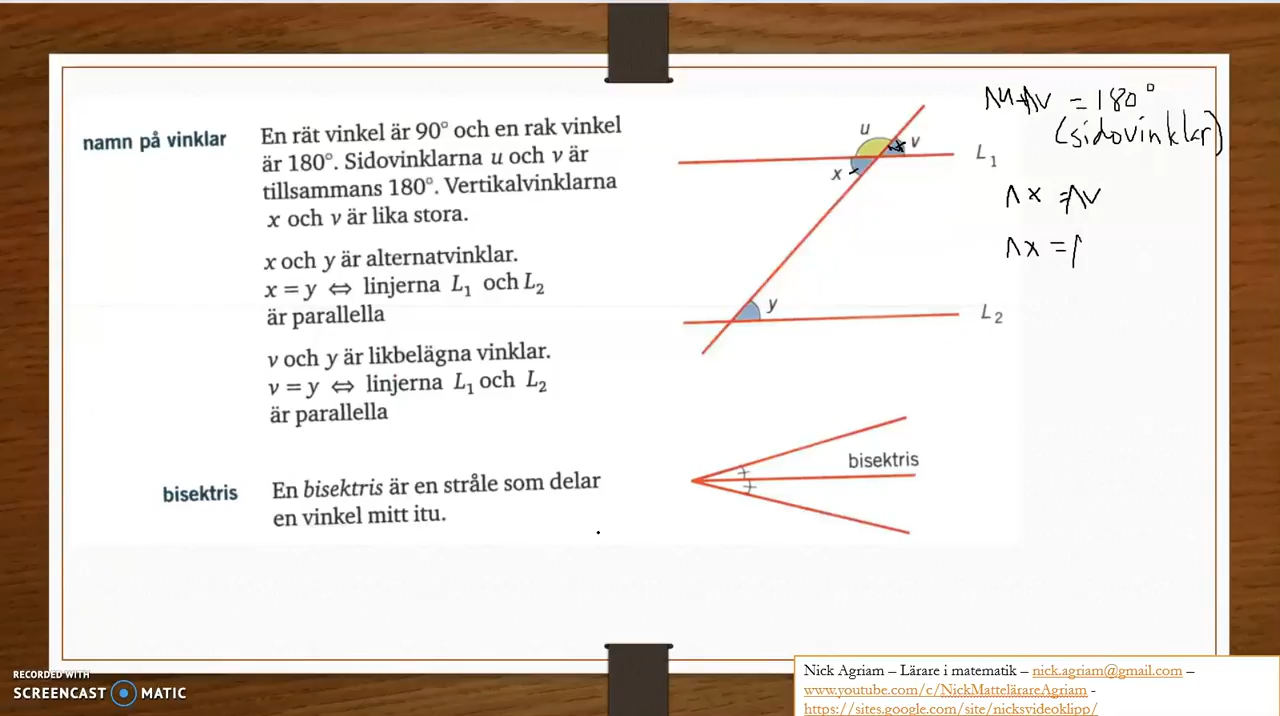 namn på vinklar
En rät vinkel är 90° och en rak vinkel
är 180°. Sidovinklarna u och v är
tillsammans 180°. Vertikalvinklarna
x och v är lika stora.
x och y är alternatvinklar.
x = y ⇔ linjerna L₁ och L₂
är parallella
v och y är likbelägna vinklar.
v = y ⇔ linjerna L₁ och L₂
är parallella
bisektris
En bisektris är en stråle som delar
en vinkel mitt itu.
u
v
x
L₁
y
L₂
bisektris
∧u+∧v = 180°
(sidovinklar)
∧x = ∧v
∧x = 
RECORDED WITH
SCREENCAST MATIC
Nick Agriam – Lärare i matematik – nick.agriam@gmail.com –
www.youtube.com/c/NickMattelärareAgriam -
https://sites.google.com/site/nicksvideoklipp/